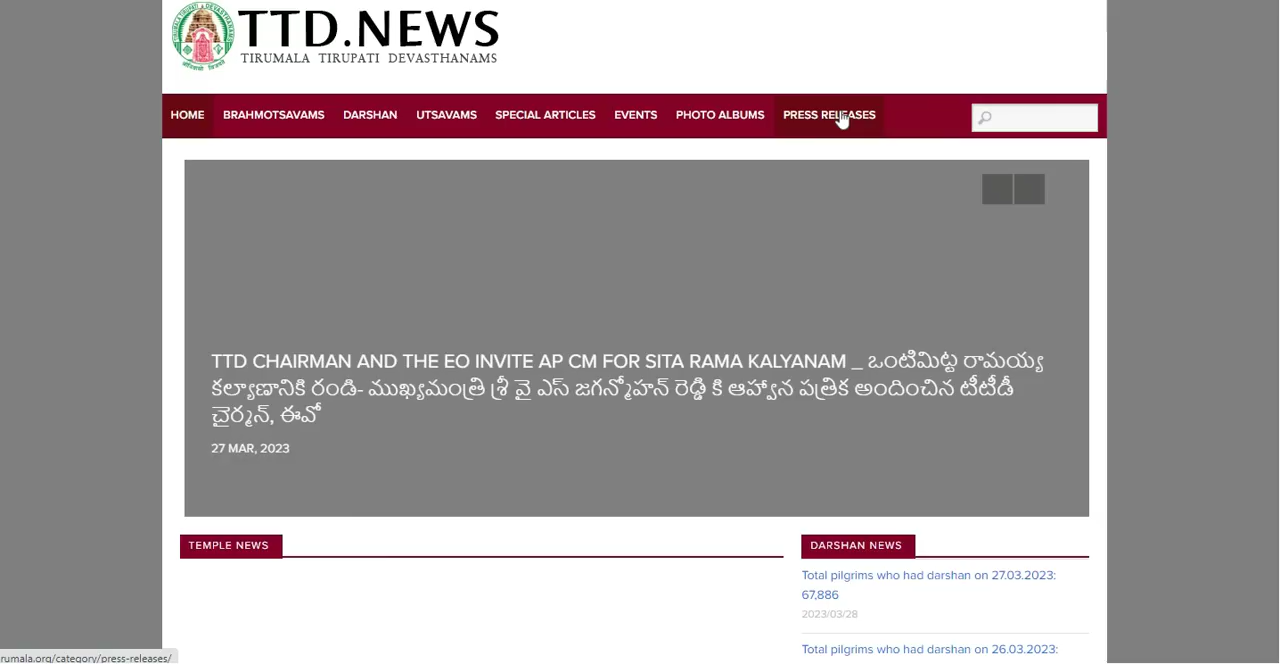 TTD.NEWS
TIRUMALA TIRUPATI DEVASTHANAMS
HOME BRAHMOTSAVAMS DARSHAN UTSAVAMS SPECIAL ARTICLES EVENTS PHOTO ALBUMS PRESS RELEASES
TTD CHAIRMAN AND THE EO INVITE AP CM FOR SITA RAMA KALYANAM _ ఒంటిమిట్ట రామయ్య
కల్యాణానికి రండి- ముఖ్యమంత్రి శ్రీ వై ఎస్ జగన్మోహన్ రెడ్డి కి ఆహ్వాన పత్రిక అందించిన టీటీడీ
చైర్మన్, ఈవో
27 MAR, 2023
TEMPLE NEWS
DARSHAN NEWS
Total pilgrims who had darshan on 27.03.2023:
67,886
2023/03/28
Total pilgrims who had darshan on 26.03.2023:
rumala.org/category/press-releases/